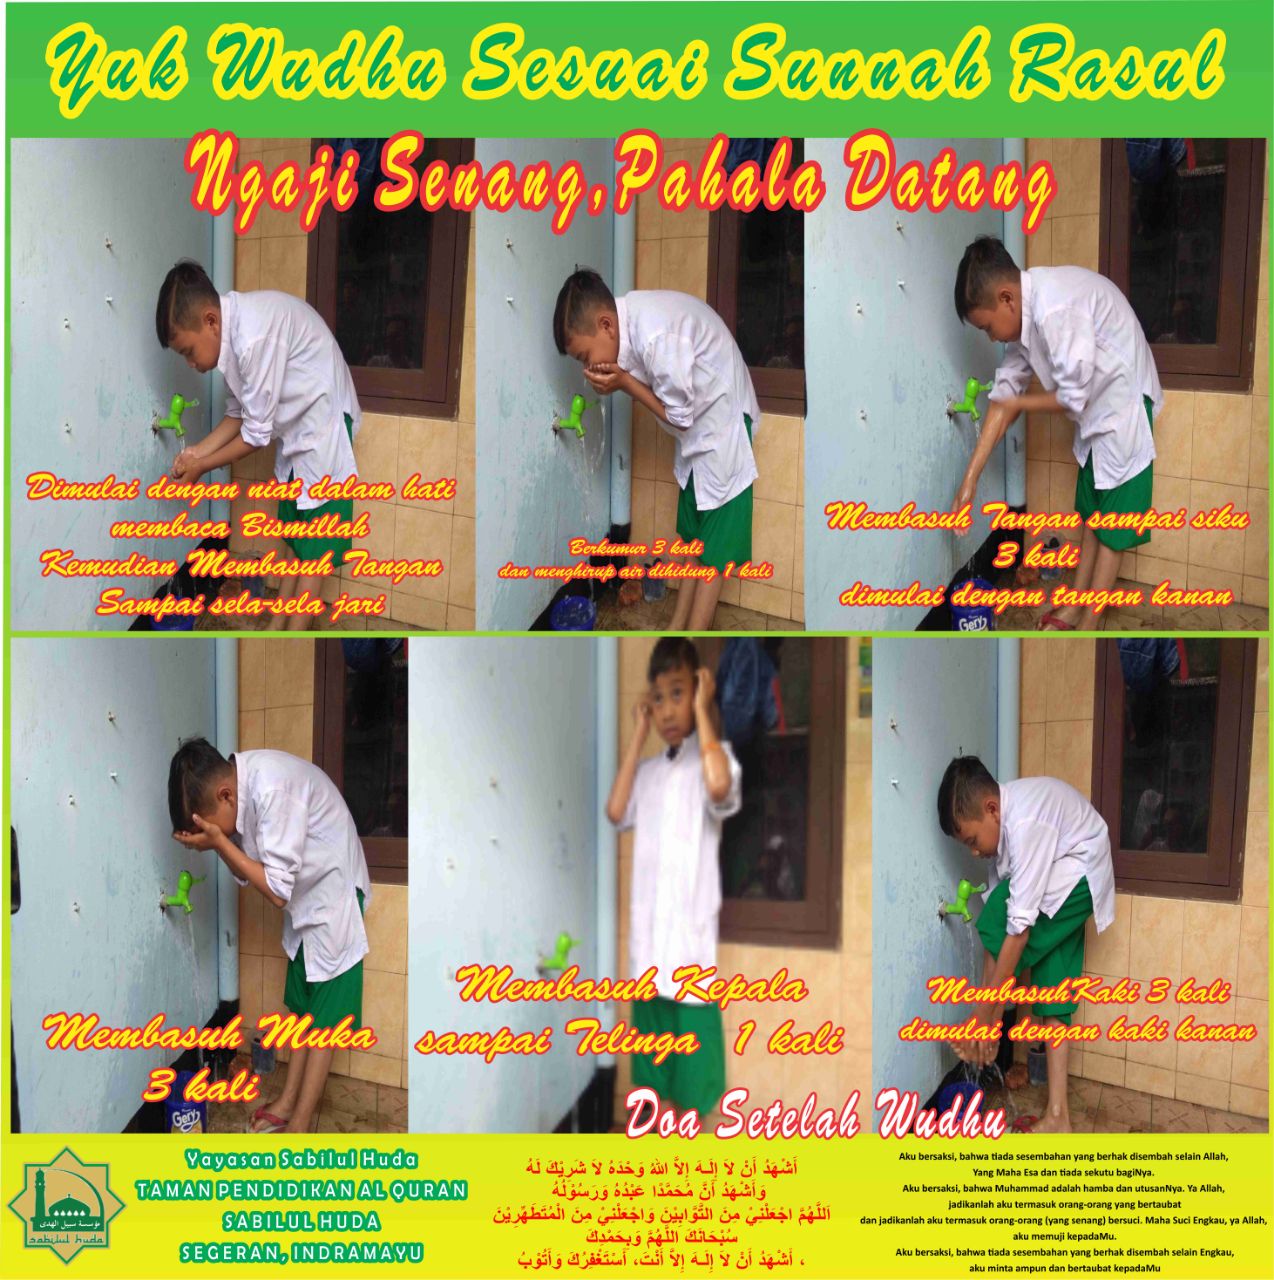 Yuk Wudhu Sesuai Sunnah Rasul
Ngaji Senang,Pahala Datang
Dimulai dengan niat dalam hati
membaca Bismillah
Kemudian Membasuh Tangan
Sampai sela-sela jari
Berkumur 3 kali
dan menghirup air dihidung 1 kali
Membasuh Tangan sampai siku
3 kali
dimulai dengan tangan kanan
Gery
Membasuh Muka
3 kali
Gery
Membasuh Kepala
sampai Telinga 1 kali
MembasuhKaki 3 kali
dimulai dengan kaki kanan
Doa Setelah Wudhu
مؤسسة سبيل الهدى
sabilul huda
Yayasan Sabilul Huda
TAMAN PENDIDIKAN AL QURAN
SABILUL HUDA
SEGERAN, INDRAMAYU
أَشْهَدُ أَنْ لاَ إِلَـهَ إِلاَّ اللهُ وَحْدَهُ لاَ شَرِيْكَ لَهُ
وَأَشْهَدُ أَنَّ مُحَمَّدًا عَبْدُهُ وَرَسُوْلُهُ
اَللَّهُمَّ اجْعَلْنِيْ مِنَ التَّوَّابِيْنَ وَاجْعَلْنِيْ مِنَ الْمُتَطَهِّرِيْنَ
سُبْحَانَكَ اللَّهُمَّ وَبِحَمْدِكَ
، أَشْهَدُ أَنْ لاَ إِلَـهَ إِلاَّ أَنْتَ، أَسْتَغْفِرُكَ وَأَتُوْبُ
Aku bersaksi, bahwa tiada sesembahan yang berhak disembah selain Allah,
Yang Maha Esa dan tiada sekutu bagiNya.
Aku bersaksi, bahwa Muhammad adalah hamba dan utusanNya. Ya Allah,
jadikanlah aku termasuk orang-orang yang bertaubat
dan jadikanlah aku termasuk orang-orang (yang senang) bersuci. Maha Suci Engkau, ya Allah,
aku memuji kepadaMu.
Aku bersaksi, bahwa tiada sesembahan yang berhak disembah selain Engkau,
aku minta ampun dan bertaubat kepadaMu